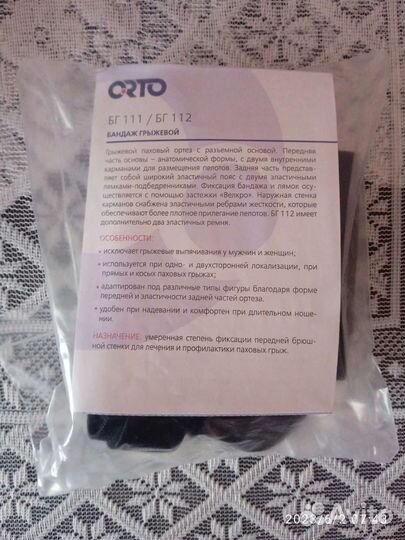 ORTO
БГ 111 / БГ 112
БАНДАЖ ГРЫЖЕВОЙ
Грыжевой паховый ортез с разъемной основой. Передняя
часть основы – анатомической формы, с двумя внутренними
карманами для размещения пелотов. Задняя часть представ-
ляет собой широкий эластичный пояс с двумя эластичными
лямками-подбедренниками. Фиксация бандажа и лямок осу-
ществляется с помощью застежки «Велкро». Наружная стенка
карманов снабжена эластичными ребрами жесткости, которые
обеспечивают более плотное прилегание пелотов. БГ 112 имеет
дополнительно два эластичных ремня.
ОСОБЕННОСТИ:
• исключает грыжевые выпячивания у мужчин и женщин;
• используется при одно- и двухсторонней локализации, при
прямых и косых паховых грыжах;
• адаптирован под различные типы фигуры благодаря форме
передней и эластичности задней частей ортеза.
• удобен при надевании и комфортен при длительном ноше-
нии.
НАЗНАЧЕНИЕ: умеренная степень фиксации передней брюш-
ной стенки для лечения и профилактики паховых грыж.
Avito